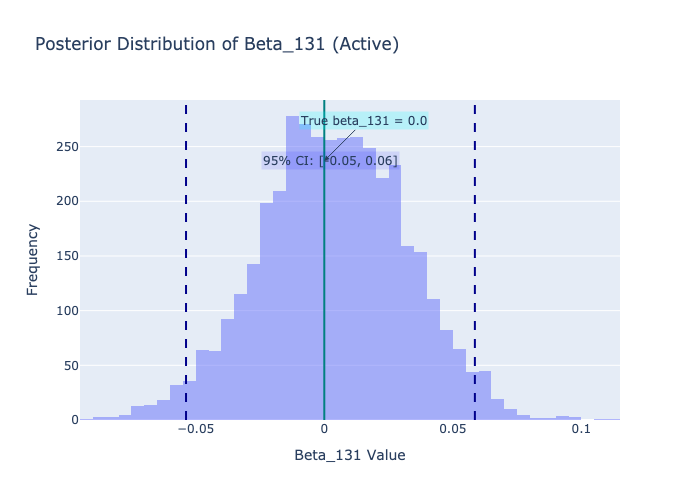 Posterior Distribution of Beta_131 (Active)
True beta_131 = 0.0
95% CI: [-0.05, 0.06]
250
200
150
100
50
0
Frequency
−0.05
0
0.05
0.1
Beta_131 Value